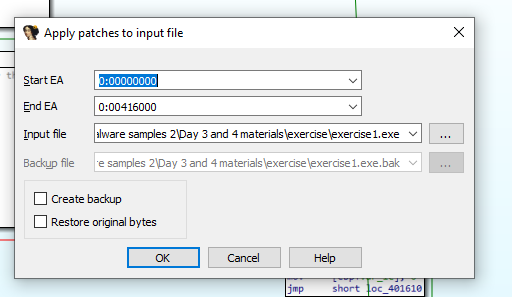 Apply patches to input file
Start EA 0:00000000
End EA 0:00416000
Input file alware samples 2\Day 3 and 4 materials\exercise\exercise1.exe ...
Backup file e samples 2\Day 3 and 4 materials\exercise\exercise1.exe.bak ...
Create backup
Restore original bytes
OK Cancel Help
jmp short loc_401610